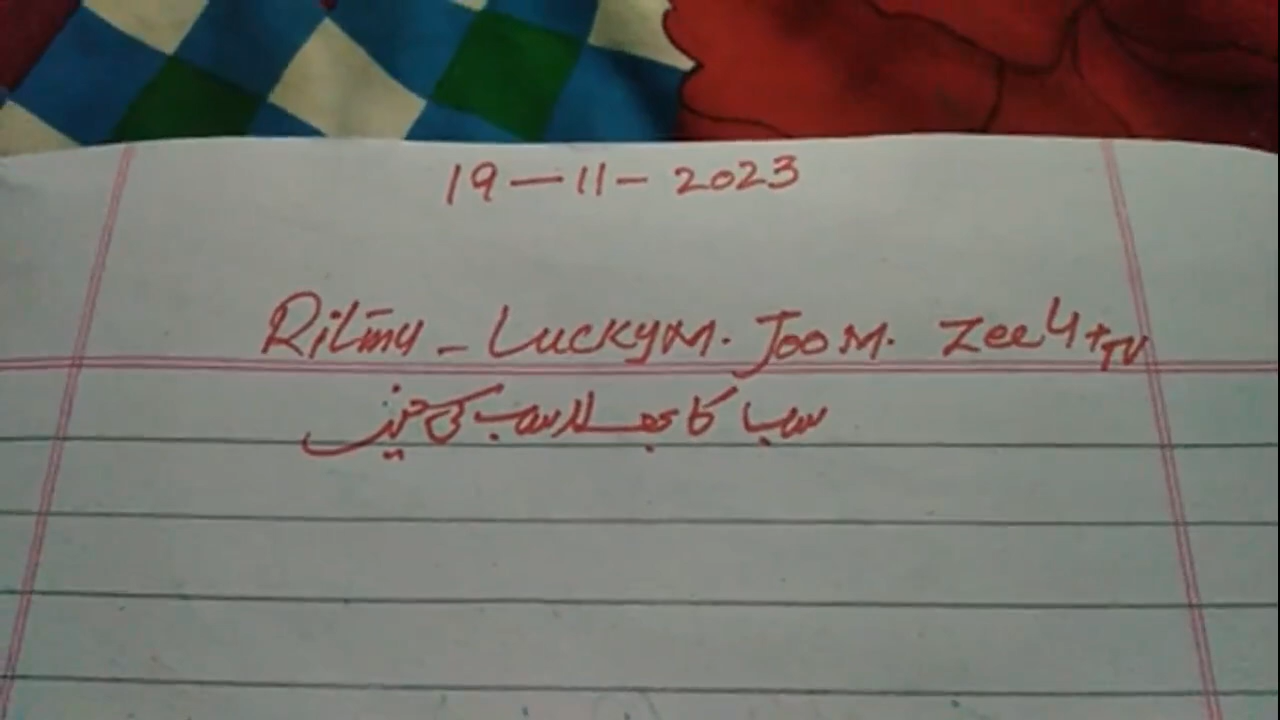 19-11-2023
Rilmy - Luckym. Joom. Zee4+TV
سب کا بھلا سب کی خیر